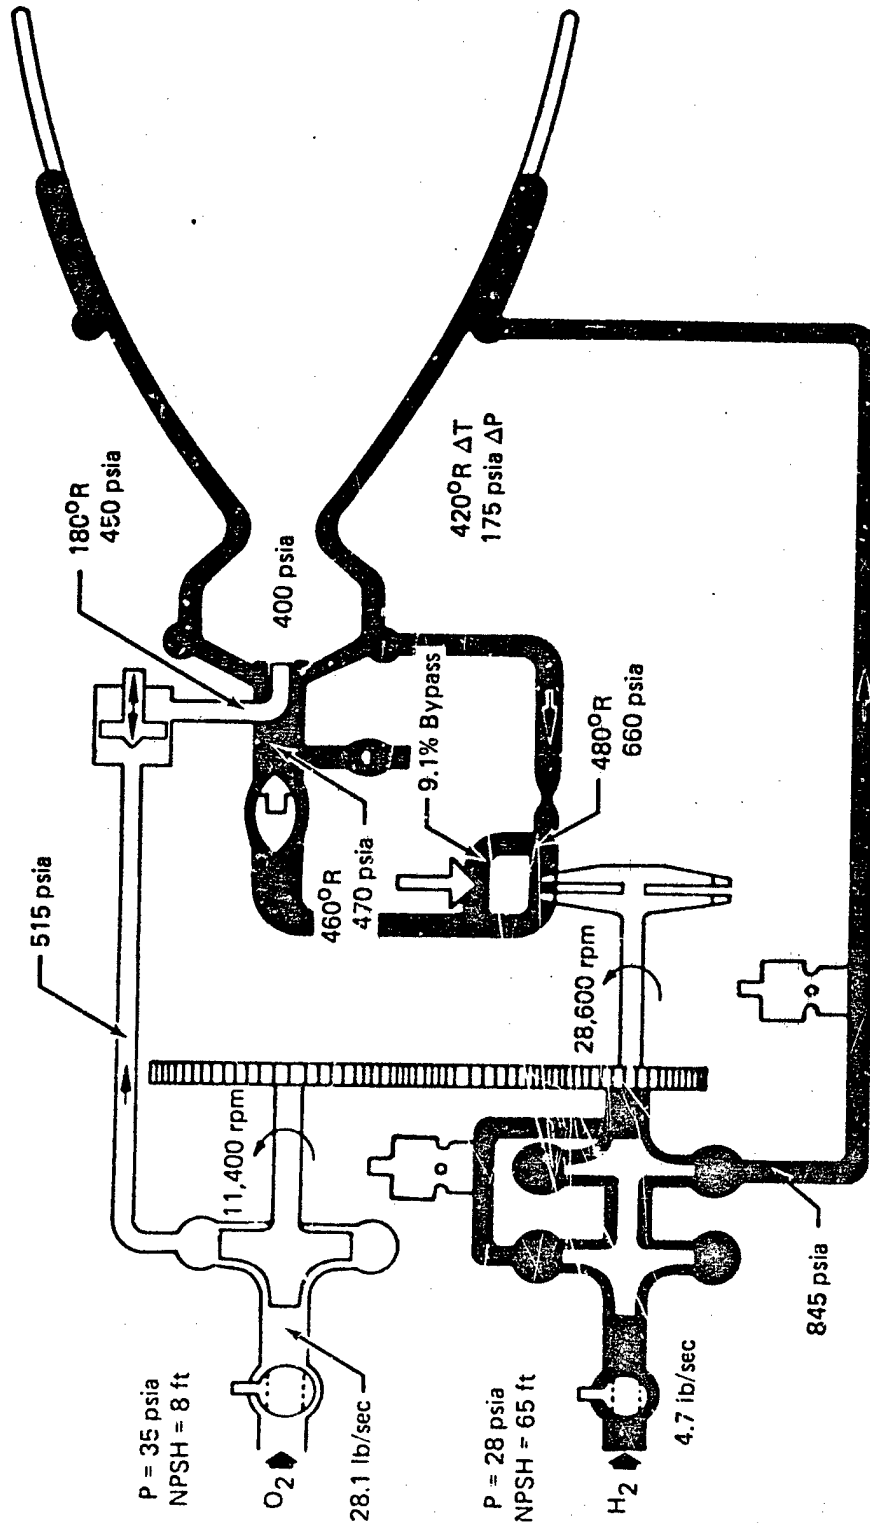 P = 35 psia
NPSH = 8 ft
O2
28.1 lb/sec
515 psia
11,400 rpm
180°R
450 psia
400 psia
460°R
470 psia
9.1% Bypass
480°R
660 psia
420°R ΔT
175 psia ΔP
28,600 rpm
P = 28 psia
NPSH = 65 ft
H2
4.7 lb/sec
845 psia